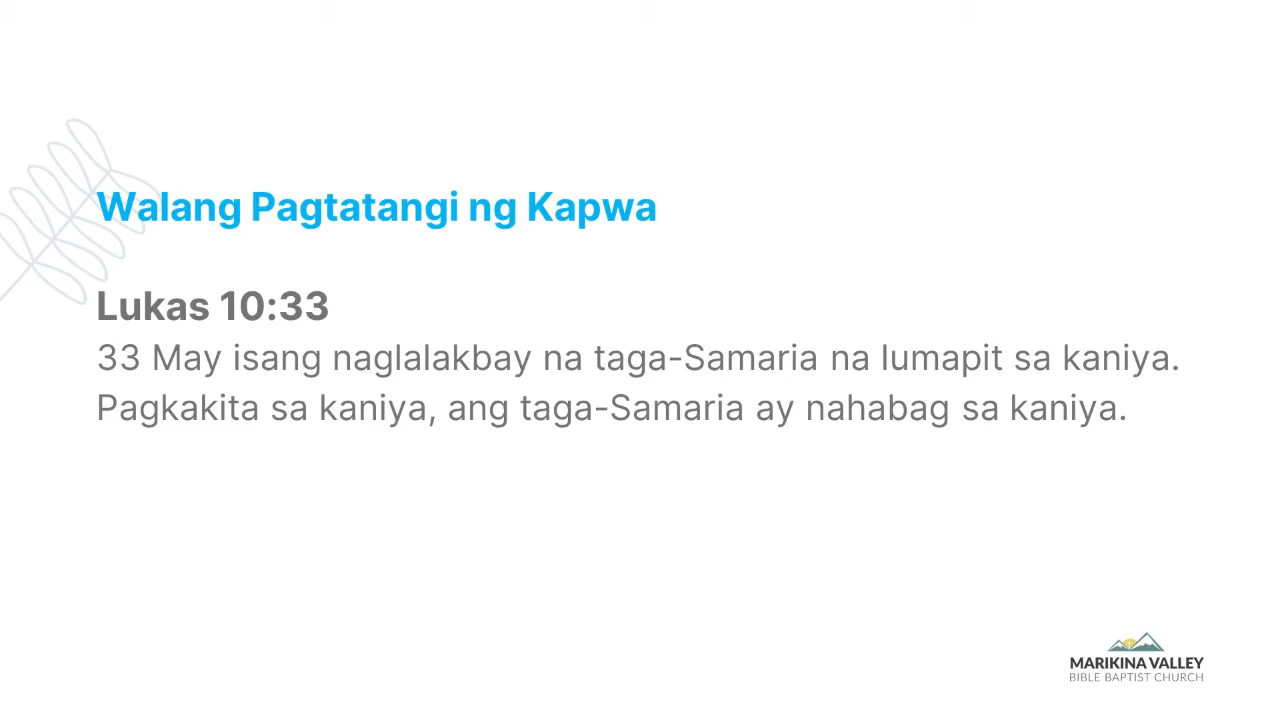 Walang Pagtatangi ng Kapwa
Lukas 10:33
33 May isang naglalakbay na taga-Samaria na lumapit sa kaniya.
Pagkakita sa kaniya, ang taga-Samaria ay nahabag sa kaniya.
MARIKINA VALLEY
BIBLE BAPTIST CHURCH